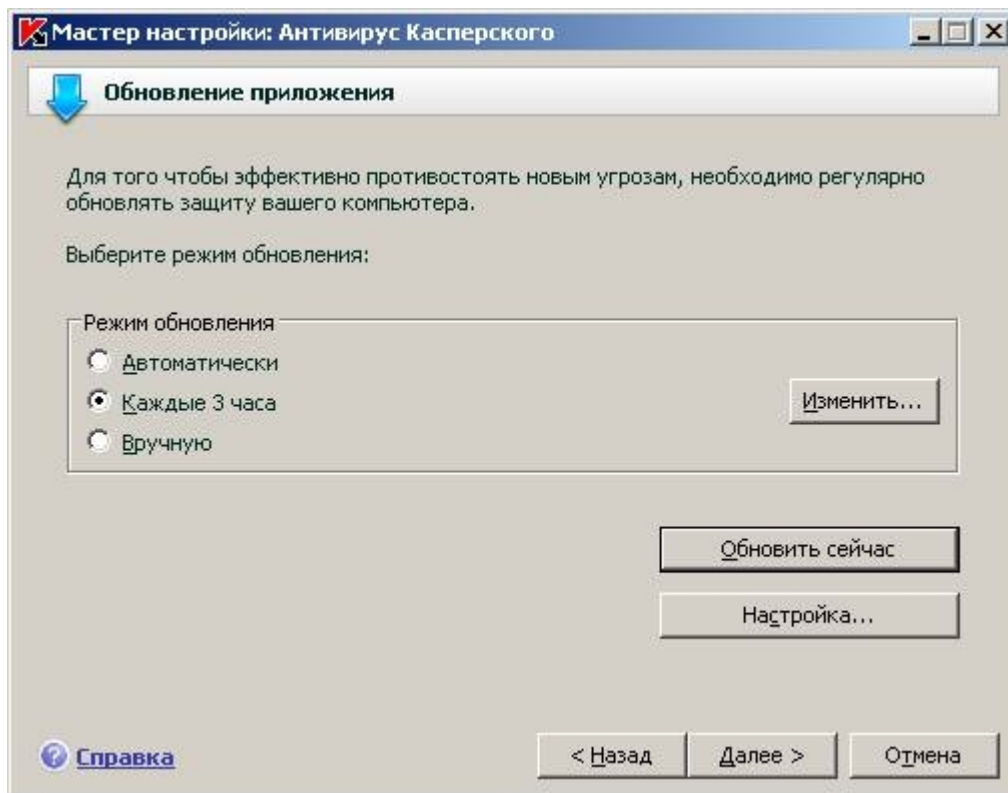 Мастер настройки: Антивирус Касперского
Обновление приложения
Для того чтобы эффективно противостоять новым угрозам, необходимо регулярно
обновлять защиту вашего компьютера.
Выберите режим обновления:
Режим обновления
Автоматически
Каждые 3 часа
Изменить...
Вручную
Обновить сейчас
Настройка...
Справка
< Назад
Далее >
Отмена